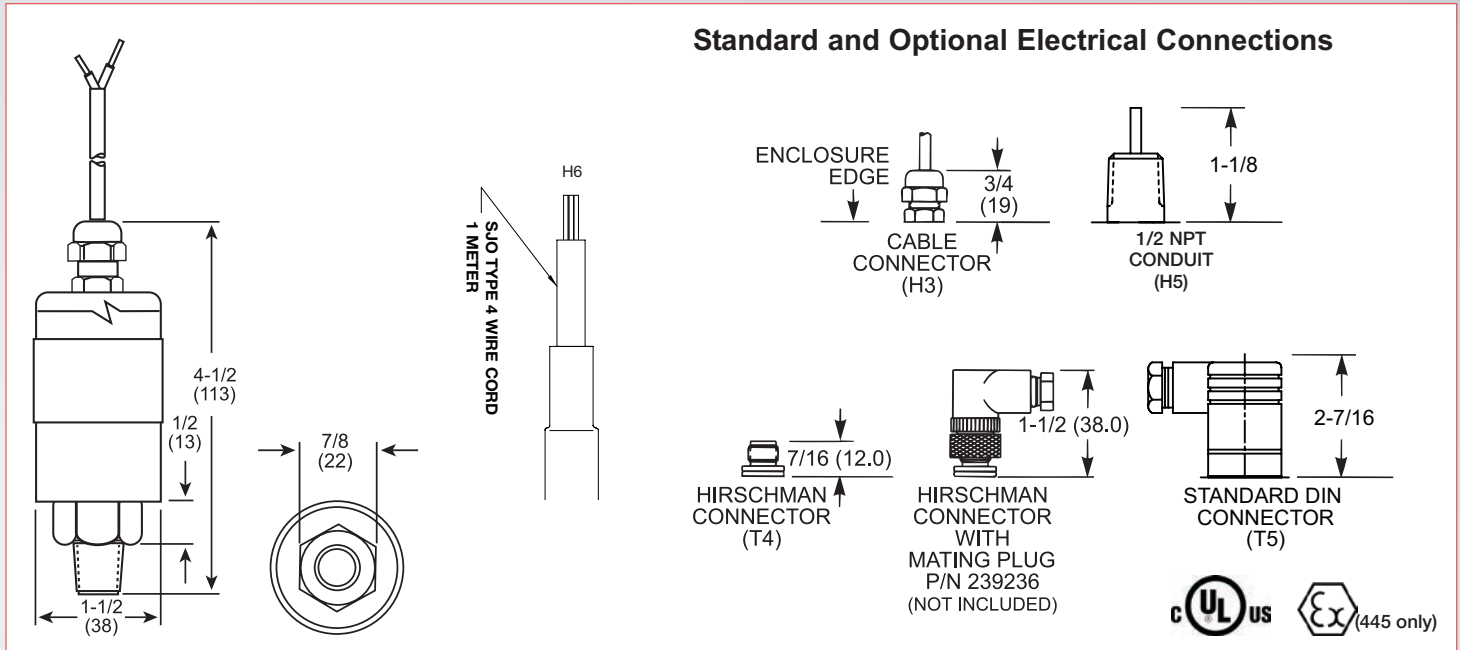 Standard and Optional Electrical Connections
4-1/2
(113)
1/2
(13)
1-1/2
(38)
7/8
(22)
H6
SJO TYPE 4 WIRE CORD
1 METER
ENCLOSURE
EDGE
3/4
(19)
CABLE
CONNECTOR
(H3)
1-1/8
1/2 NPT
CONDUIT
(H5)
7/16 (12.0)
HIRSCHMAN
CONNECTOR
(T4)
1-1/2 (38.0)
HIRSCHMAN
CONNECTOR
WITH
MATING PLUG
P/N 239236
(NOT INCLUDED)
2-7/16
STANDARD DIN
CONNECTOR
(T5)
c UL ® US
Ex (445 only)